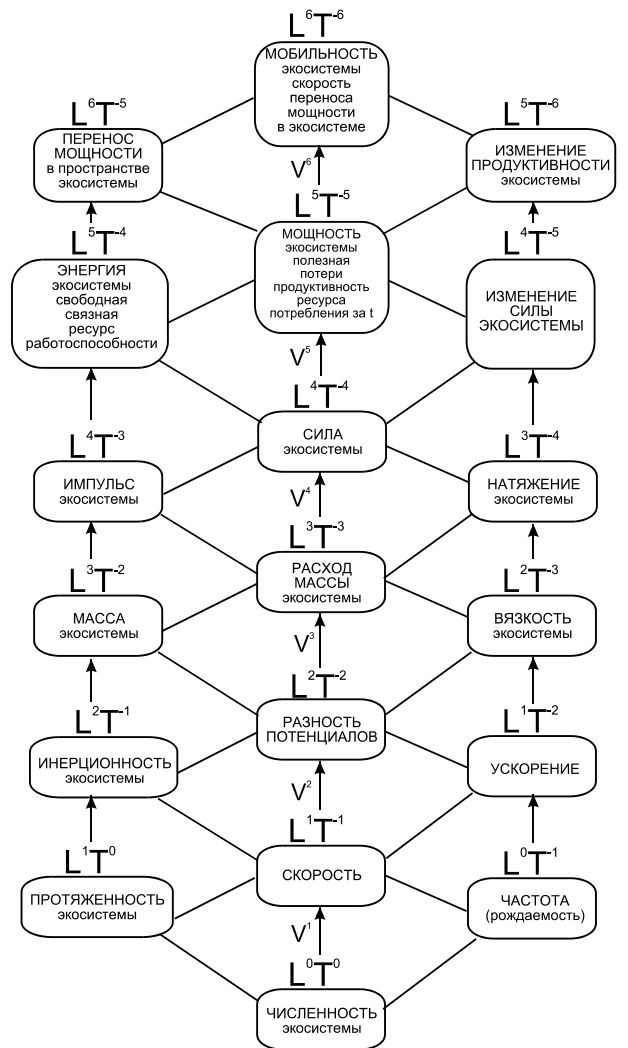 L⁶T⁻⁶
МОБИЛЬНОСТЬ
экосистемы
скорость
переноса
мощности
в экосистеме
L⁶T⁻⁵
ПЕРЕНОС
МОЩНОСТИ
в пространстве
экосистемы
L⁵T⁻⁶
ИЗМЕНЕНИЕ
ПРОДУКТИВНОСТИ
экосистемы
V⁶
L⁵T⁻⁵
МОЩНОСТЬ
экосистемы
полезная
потери
продуктивность
ресурса
потребления за t
L⁵T⁻⁴
ЭНЕРГИЯ
экосистемы
свободная
связная
ресурс
работоспособности
L⁴T⁻⁵
ИЗМЕНЕНИЕ
СИЛЫ
ЭКОСИСТЕМЫ
V⁵
L⁴T⁻⁴
СИЛА
экосистемы
L⁴T⁻³
ИМПУЛЬС
экосистемы
L³T⁻⁴
НАТЯЖЕНИЕ
экосистемы
V⁴
L³T⁻³
РАСХОД
МАССЫ
экосистемы
L³T⁻²
МАССА
экосистемы
L²T⁻³
ВЯЗКОСТЬ
экосистемы
V³
L²T⁻²
РАЗНОСТЬ
ПОТЕНЦИАЛОВ
L²T⁻¹
ИНЕРЦИОННОСТЬ
экосистемы
L¹T⁻²
УСКОРЕНИЕ
V²
L¹T⁻¹
СКОРОСТЬ
L¹T⁰
ПРОТЯЖЕННОСТЬ
экосистемы
L⁰T⁻¹
ЧАСТОТА
(рождаемость)
V¹
L⁰T⁰
ЧИСЛЕННОСТЬ
экосистемы